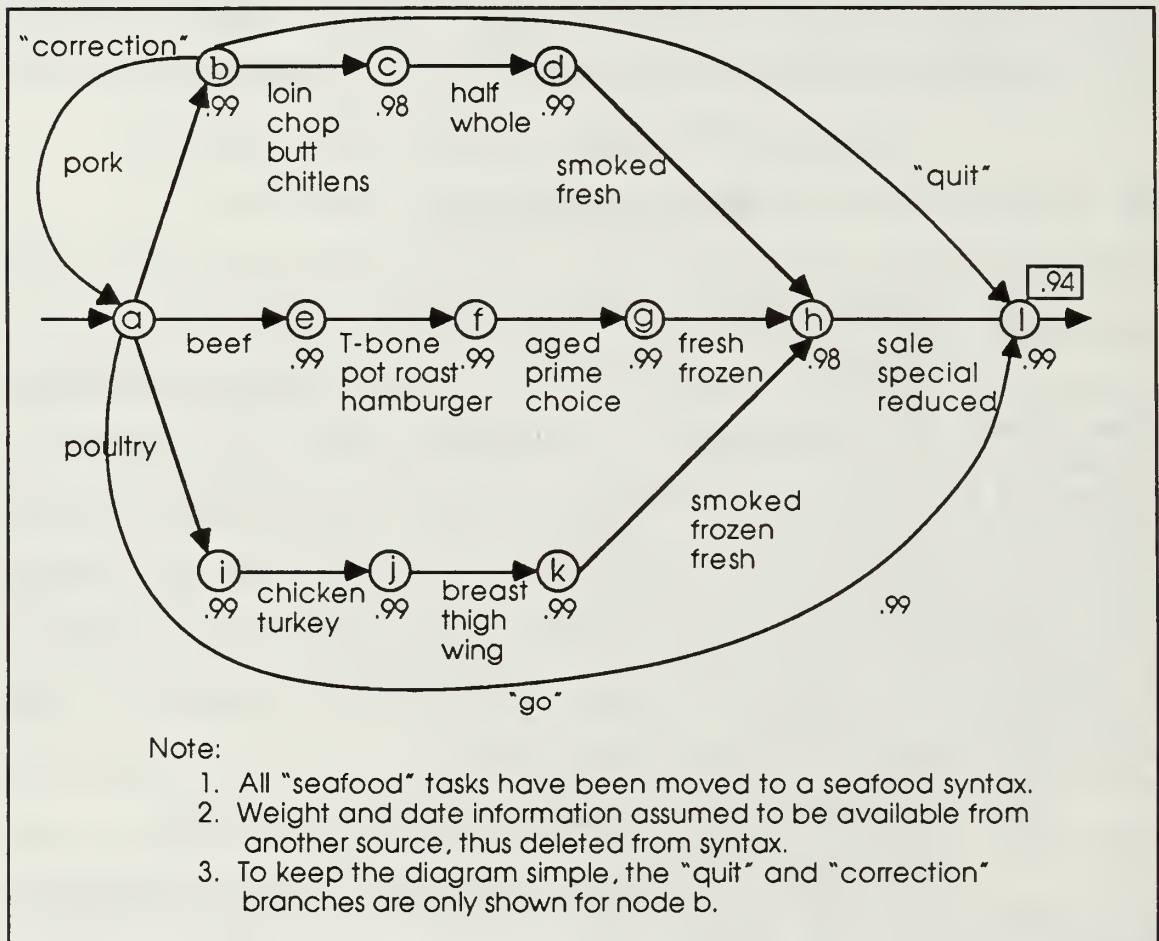 "correction"
b
c
d
.99
.98
.99
loin
chop
butt
chitlens
half
whole
pork
smoked
fresh
"quit"
.94
a
e
f
g
h
l
beef
.99
T-bone
pot roast
hamburger
.99
aged
prime
choice
.99
fresh
frozen
.98
sale
special
reduced
.99
poultry
smoked
frozen
fresh
i
j
k
.99
chicken
turkey
.99
breast
thigh
wing
.99
.99
"go"
Note:
1. All "seafood" tasks have been moved to a seafood syntax.
2. Weight and date information assumed to be available from
another source, thus deleted from syntax.
3. To keep the diagram simple, the "quit" and "correction"
branches are only shown for node b.